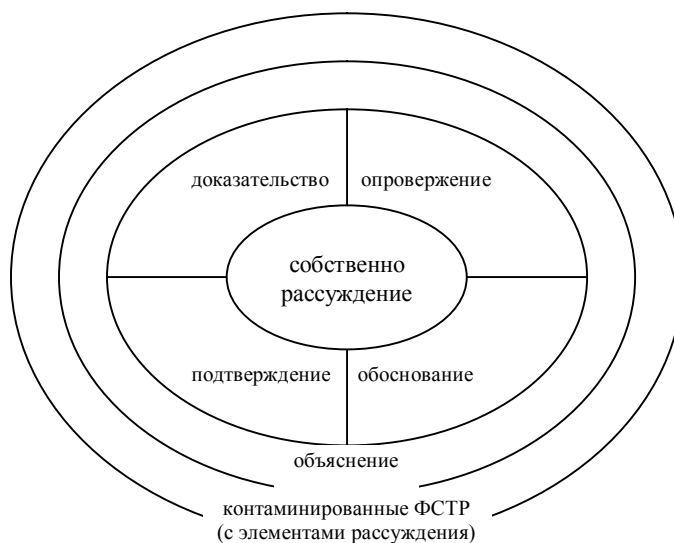 доказательство опровержение
собственно
рассуждение
подтверждение обоснование
объяснение
контаминированные ФСТР
(с элементами рассуждения)